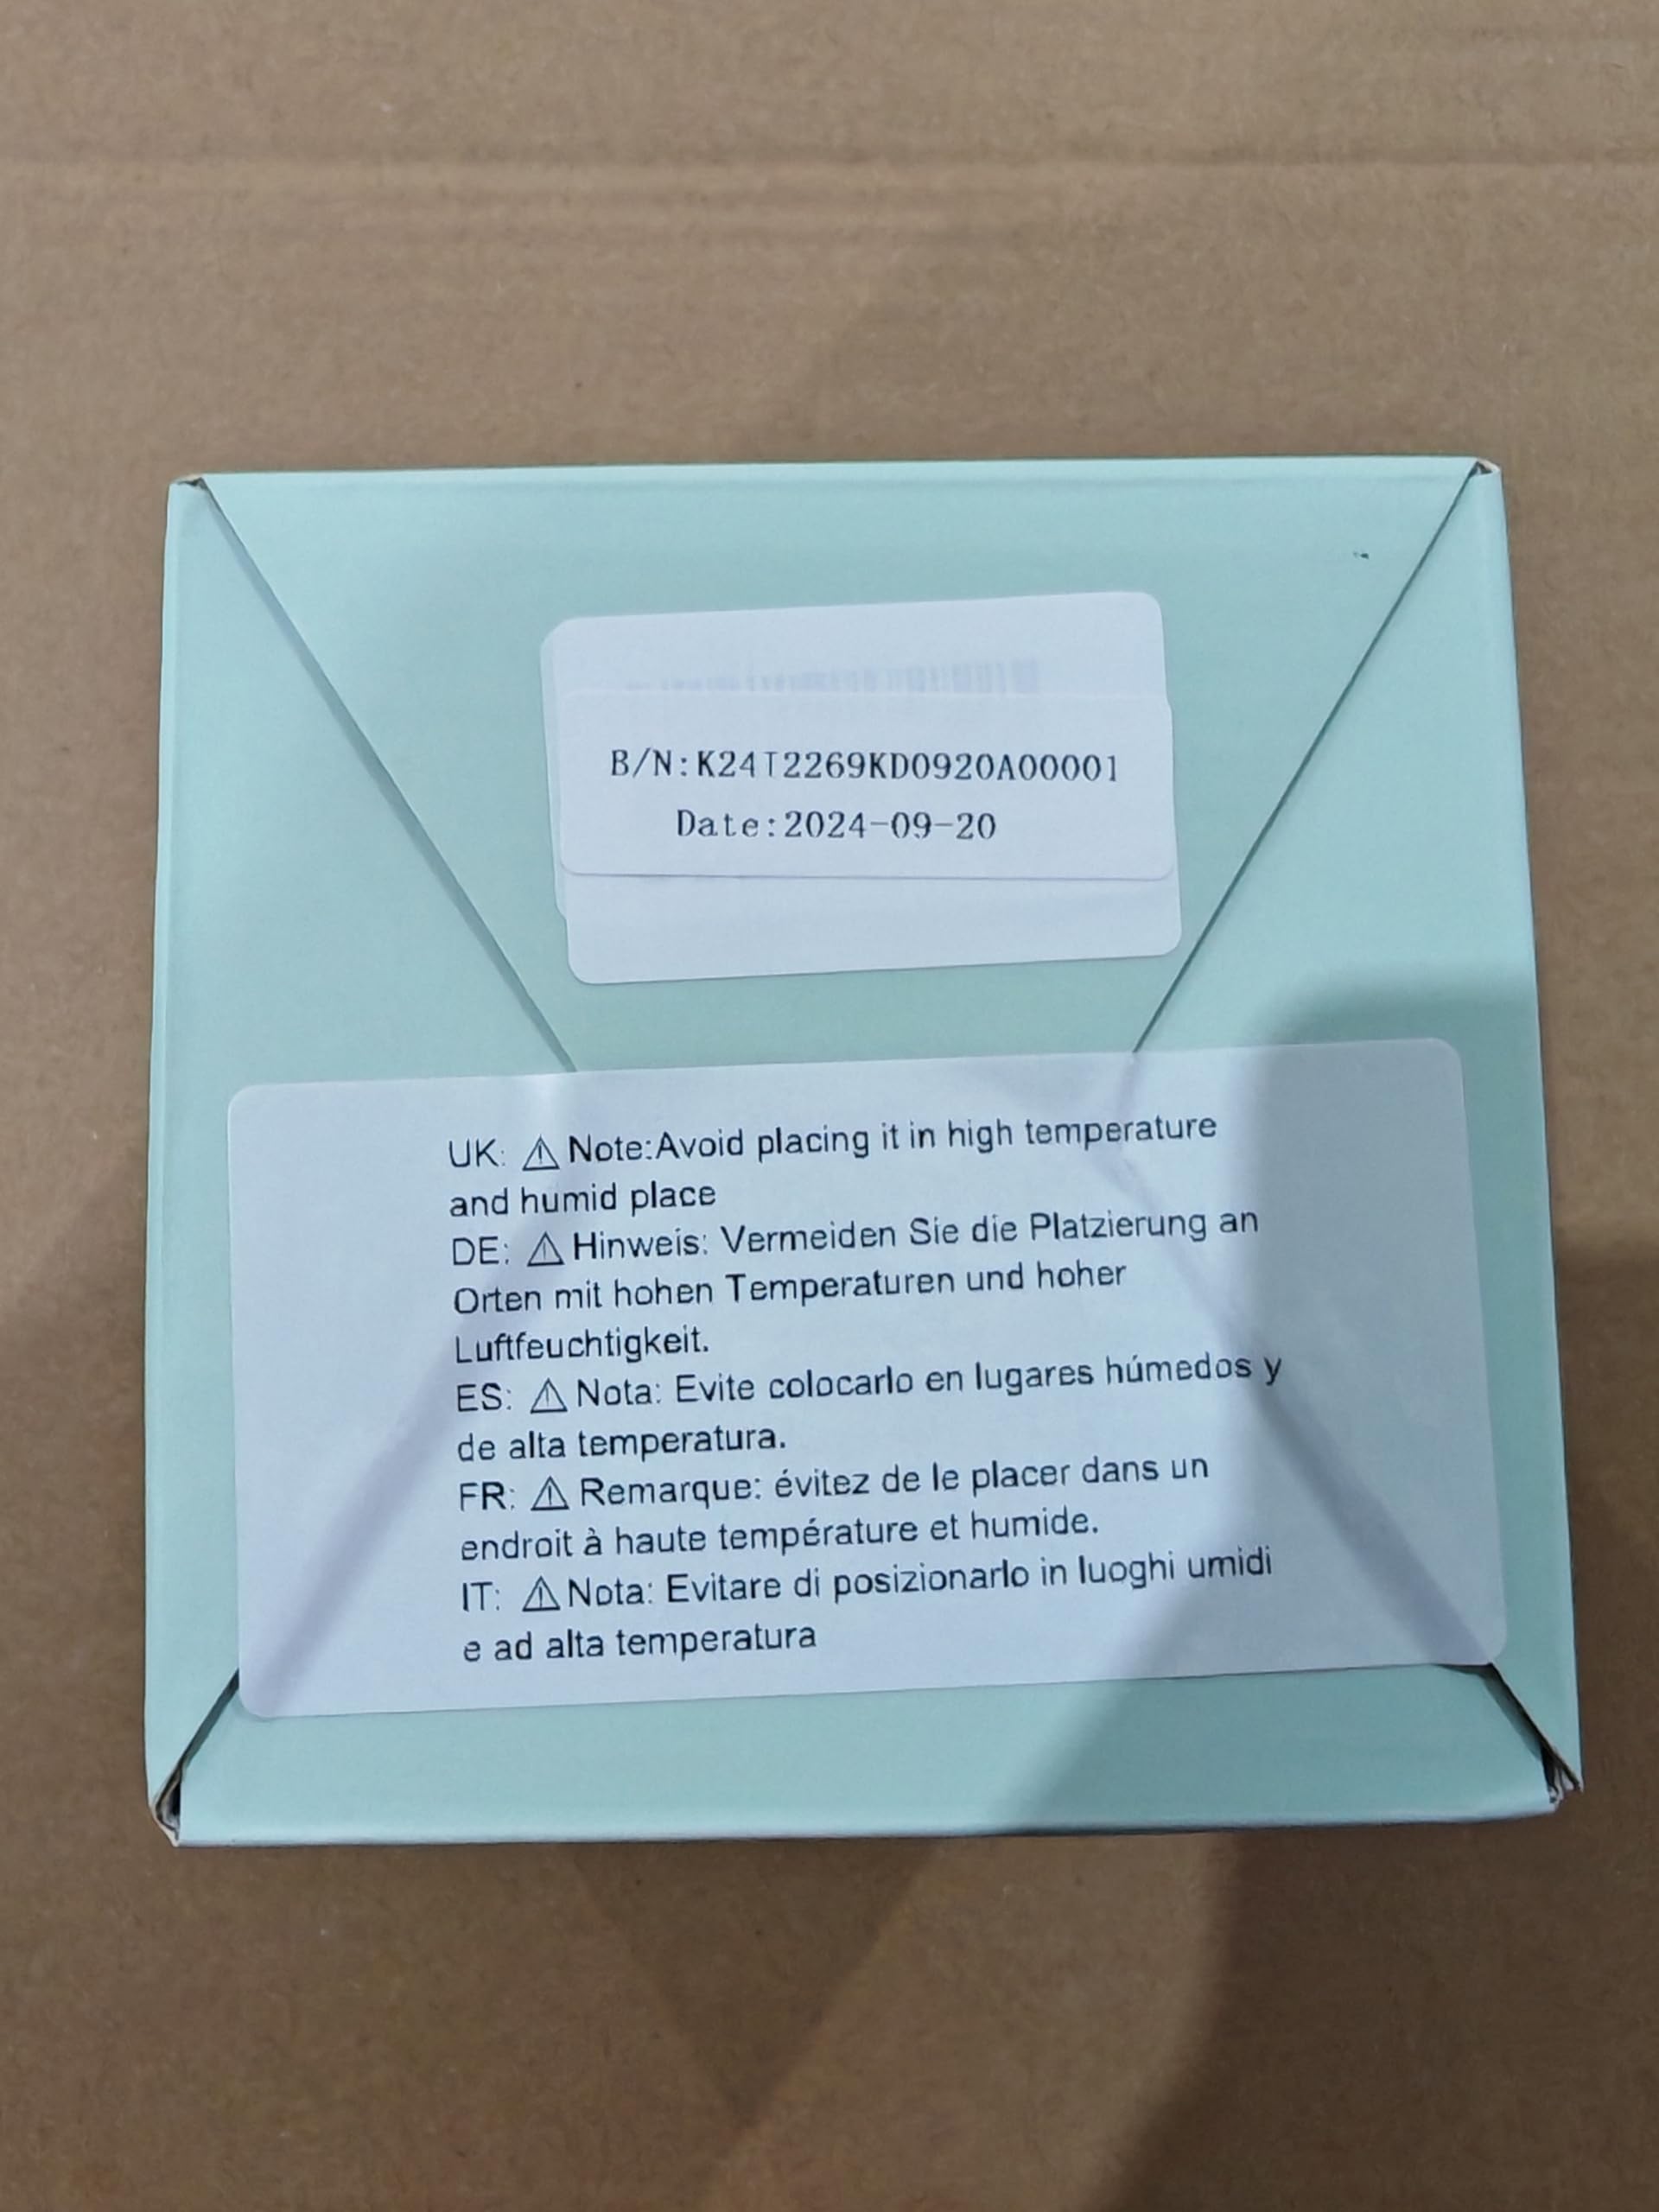 B/N:K24T2269KD0920A00001
Date:2024-09-20
UK: ⚠ Note:Avoid placing it in high temperature
and humid place
DE: ⚠ Hinweis: Vermeiden Sie die Platzierung an
Orten mit hohen Temperaturen und hoher
Luftfeuchtigkeit.
ES: ⚠ Nota: Evite colocarlo en lugares húmedos y
de alta temperatura.
FR: ⚠ Remarque: évitez de le placer dans un
endroit à haute température et humide.
IT: ⚠ Nota: Evitare di posizionarlo in luoghi umidi
e ad alta temperatura